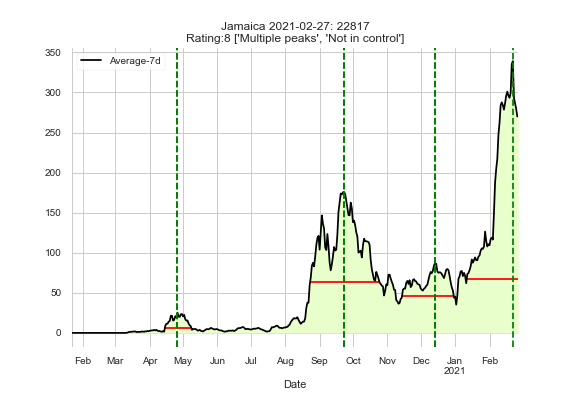 Jamaica 2021-02-27: 22817
Rating:8 ['Multiple peaks', 'Not in control']
Average-7d
350
300
250
200
150
100
50
0
Feb Mar Apr May Jun Jul Aug Sep Oct Nov Dec Jan Feb
2021
Date